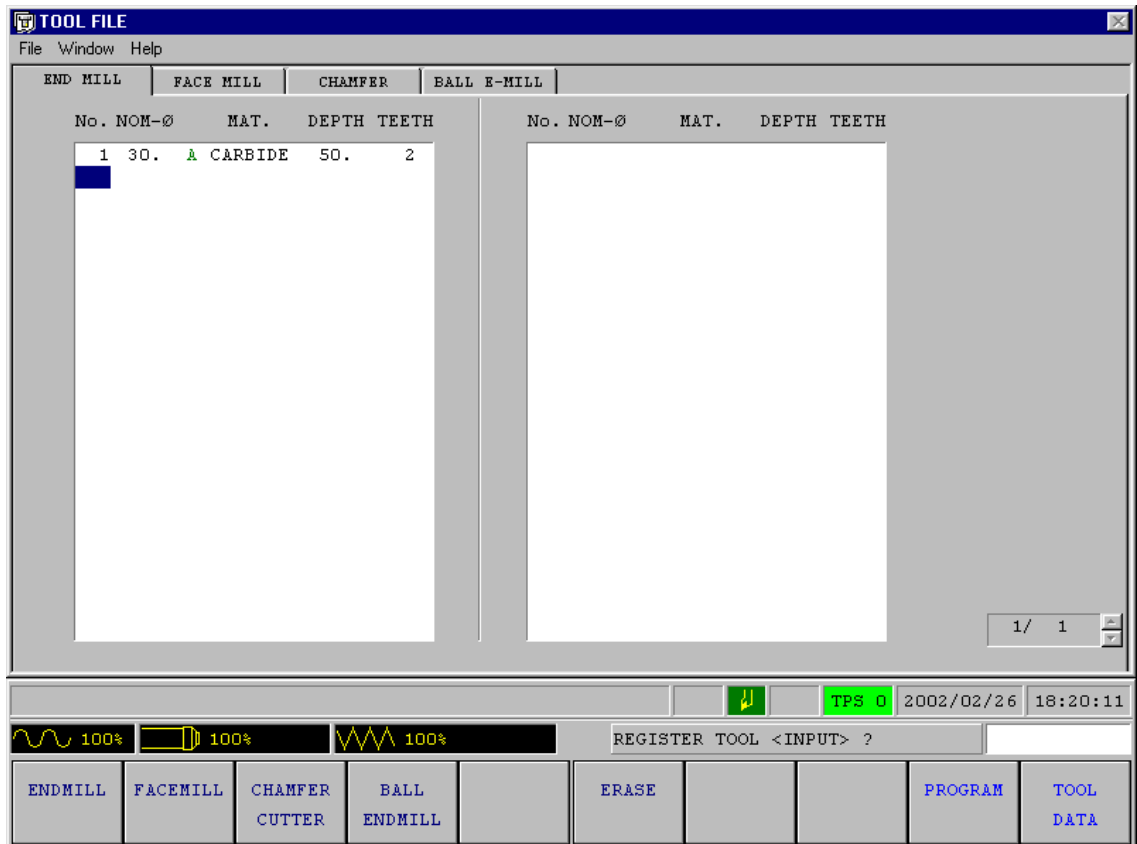 TOOL FILE
File Window Help
END MILL FACE MILL CHAMFER BALL E-MILL
No. NOM-Ø MAT. DEPTH TEETH No. NOM-Ø MAT. DEPTH TEETH
1 30. A CARBIDE 50. 2
1/ 1
TPS 0 2002/02/26 18:20:11
100% 100% 100% REGISTER TOOL <INPUT> ?
ENDMILL FACEMILL CHAMFER BALL ERASE PROGRAM TOOL
CUTTER ENDMILL DATA